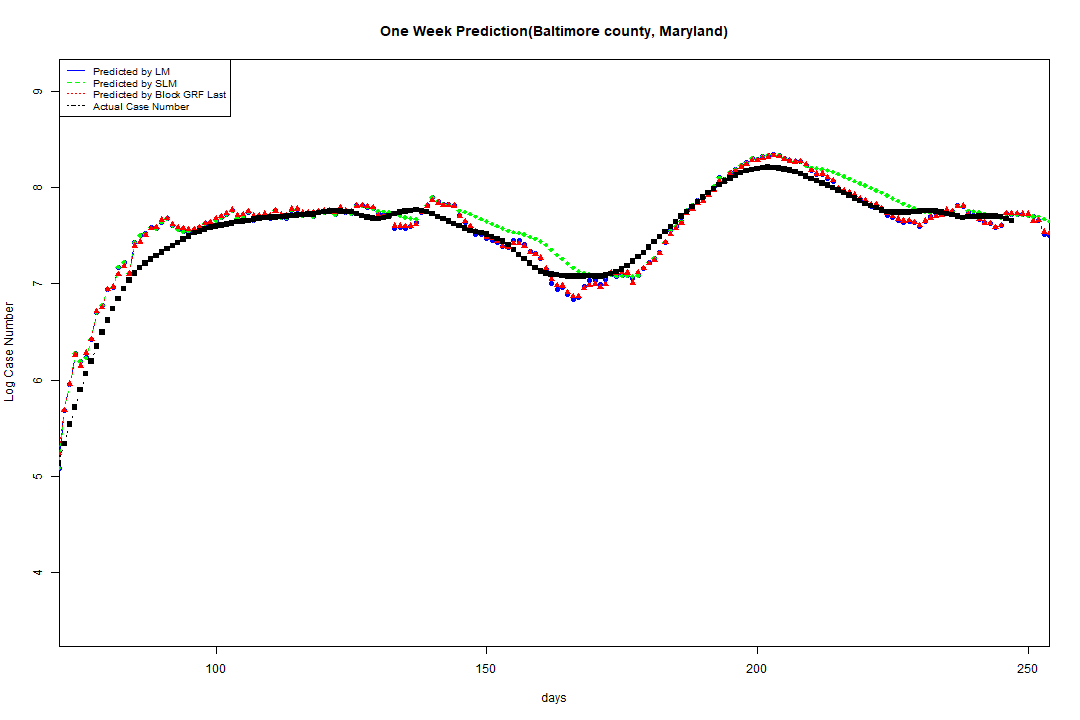 One Week Prediction(Baltimore county, Maryland)
Predicted by LM
Predicted by SLM
Predicted by Block GRF Last
Actual Case Number
9
8
7
6
5
4
Log Case Number
100 150 200 250
days